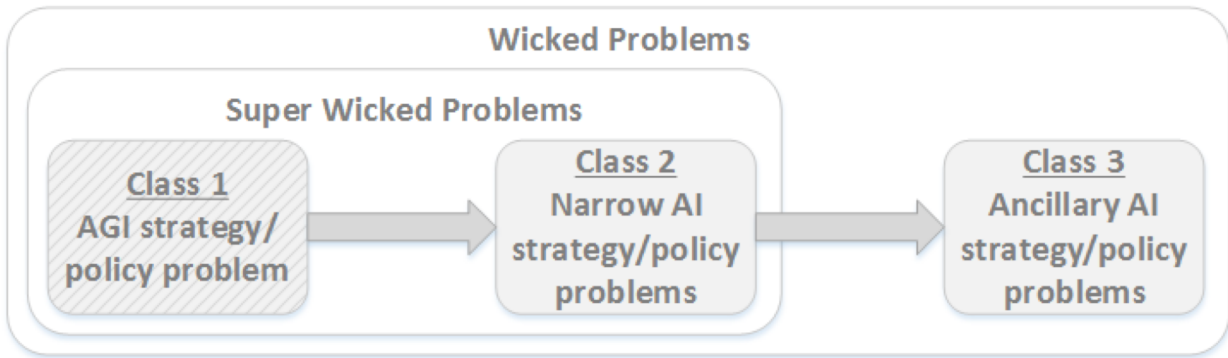 Wicked Problems
Super Wicked Problems
Class 1
AGI strategy/
policy problem
Class 2
Narrow AI
strategy/policy
problems
Class 3
Ancillary AI
strategy/policy
problems